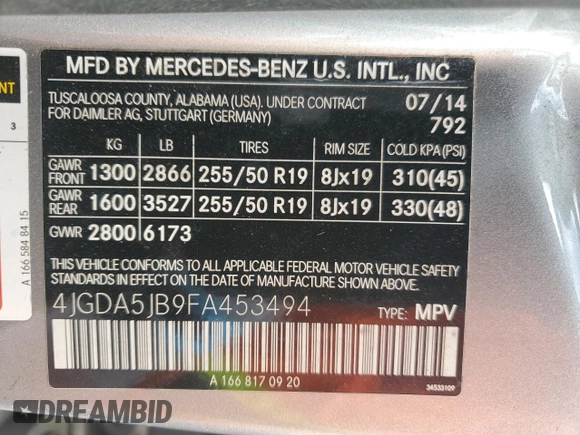 MFD BY MERCEDES-BENZ U.S. INTL., INC
TUSCALOOSA COUNTY, ALABAMA (USA). UNDER CONTRACT 07/14
FOR DAIMLER AG, STUTTGART (GERMANY) 792
KG LB TIRES RIM SIZE COLD KPA (PSI)
GAWR FRONT 1300 2866 255/50 R19 8Jx19 310(45)
GAWR REAR 1600 3527 255/50 R19 8Jx19 330(48)
GVWR 2800 6173
THIS VEHICLE CONFORMS TO ALL APPLICABLE FEDERAL MOTOR VEHICLE SAFETY
STANDARDS IN EFFECT ON THE DATE OF MANUFACTURE SHOWN ABOVE.
4JGDA5JB9FA453494 TYPE: MPV
A 166 817 09 20
34533109
NT
3
A 166 584 84 15
DREAMBID